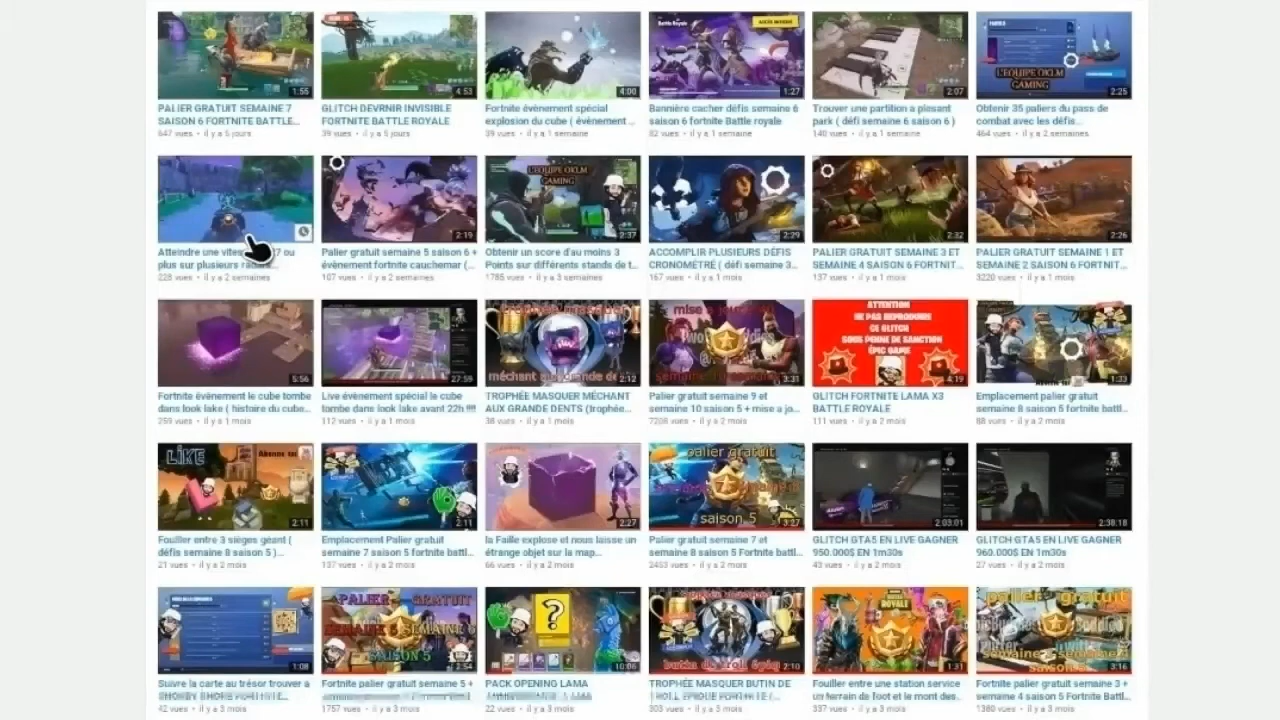 1:55
4:53
4:00
1:27
2:07
L'EQUIPE OKLM
GAMING
2:25
PALIER GRATUIT SEMAINE 7
SAISON 6 FORTNITE BATTLE...
647 vues • il y a 5 jours
GLITCH DEVRNIR INVISIBLE
FORTNITE BATTLE ROYALE
39 vues • il y a 5 jours
Fortnite évènement spécial
explosion du cube ( évènement ...
39 vues • il y a 1 semaine
Bannière cacher défis semaine 6
saison 6 fortnite Battle royale
82 vues • il y a 1 semaine
Trouver une partition a plesant
park ( défi semaine 6 saison 6 )
140 vues • il y a 1 semaine
Obtenir 35 paliers du pass de
combat avec les défis...
464 vues • il y a 2 semaines
2:19
L'EQUIPE OKLM
GAMING
2:37
2:29
2:32
2:26
Atteindre une 7 ou
plus sur plusieurs
223 vues • il y a 2 semaines
Palier gratuit semaine 5 saison 6 +
évènement fortnite cauchemar (...
107 vues • il y a 2 semaines
Obtenir un score d'au moins 3
Points sur différents stands de t...
1785 vues • il y a 3 semaines
ACCOMPLIR PLUSIEURS DÉFIS
CRONOMÉTRÉ ( défi semaine 3...
167 vues • il y a 1 mois
PALIER GRATUIT SEMAINE 3 ET
SEMAINE 4 SAISON 6 FORTNIT...
137 vues • il y a 1 mois
PALIER GRATUIT SEMAINE 1 ET
SEMAINE 2 SAISON 6 FORTNIT...
3220 vues • il y a 1 mois
5:56
27:59
trophée masquer
méchant aux grande de
2:12
mise a jour
3:31
ATTENTION
NE PAS REPRODUIRE
CE GLITCH
SOUS PEINE DE SANCTION
ÉPIC GAME
4:19
1:33
Fortnite évènement le cube tombe
dans look lake ( histoire du cube...
259 vues • il y a 1 mois
Live évènement spécial le cube
tombe dans look lake avant 22h !!!!
112 vues • il y a 1 mois
TROPHÉE MASQUER MÉCHANT
AUX GRANDE DENTS (trophée...
38 vues • il y a 1 mois
Palier gratuit semaine 9 et
semaine 10 saison 5 + mise a jo...
7208 vues • il y a 2 mois
GLITCH FORTNITE LAMA X3
BATTLE ROYALE
111 vues • il y a 2 mois
Emplacement palier gratuit
semaine 8 saison 5 fortnite battl...
88 vues • il y a 2 mois
LIKE
2:11
2:11
2:27
palier gratuit
saison 5
3:27
2:03:01
2:38:18
Fouiller entre 3 sièges géant (
défis semaine 8 saison 5 )...
21 vues • il y a 2 mois
Emplacement Palier gratuit
semaine 7 saison 5 fortnite battl...
137 vues • il y a 2 mois
la Faille explose et nous laisse un
étrange objet sur la map...
66 vues • il y a 2 mois
Palier gratuit semaine 7 et
semaine 8 saison 5 Fortnite battl...
2453 vues • il y a 2 mois
GLITCH GTA5 EN LIVE GAGNER
950.000$ EN 1m30s
43 vues • il y a 2 mois
GLITCH GTA5 EN LIVE GAGNER
960.000$ EN 1m30s
27 vues • il y a 2 mois
1:08
PALIER GRATUIT
SEMAINE 6
SAISON 5
2:54
?
10:06
2:10
BATTLE
ROYALE
1:31
palier gratuit
3:16
Suivre la carte au trésor trouver a
42 vues • il y a 3 mois
Fortnite palier gratuit semaine 5 +
1757 vues • il y a 3 mois
PACK OPENING LAMA
22 vues • il y a 3 mois
TROPHÉE MASQUER BUTIN DE
303 vues • il y a 3 mois
Fouiller entre une station service
un terrain de foot et le mont des...
337 vues • il y a 3 mois
Fortnite palier gratuit semaine 3 +
semaine 4 saison 5 Fortnite Battl...
1380 vues • il y a 3 mois